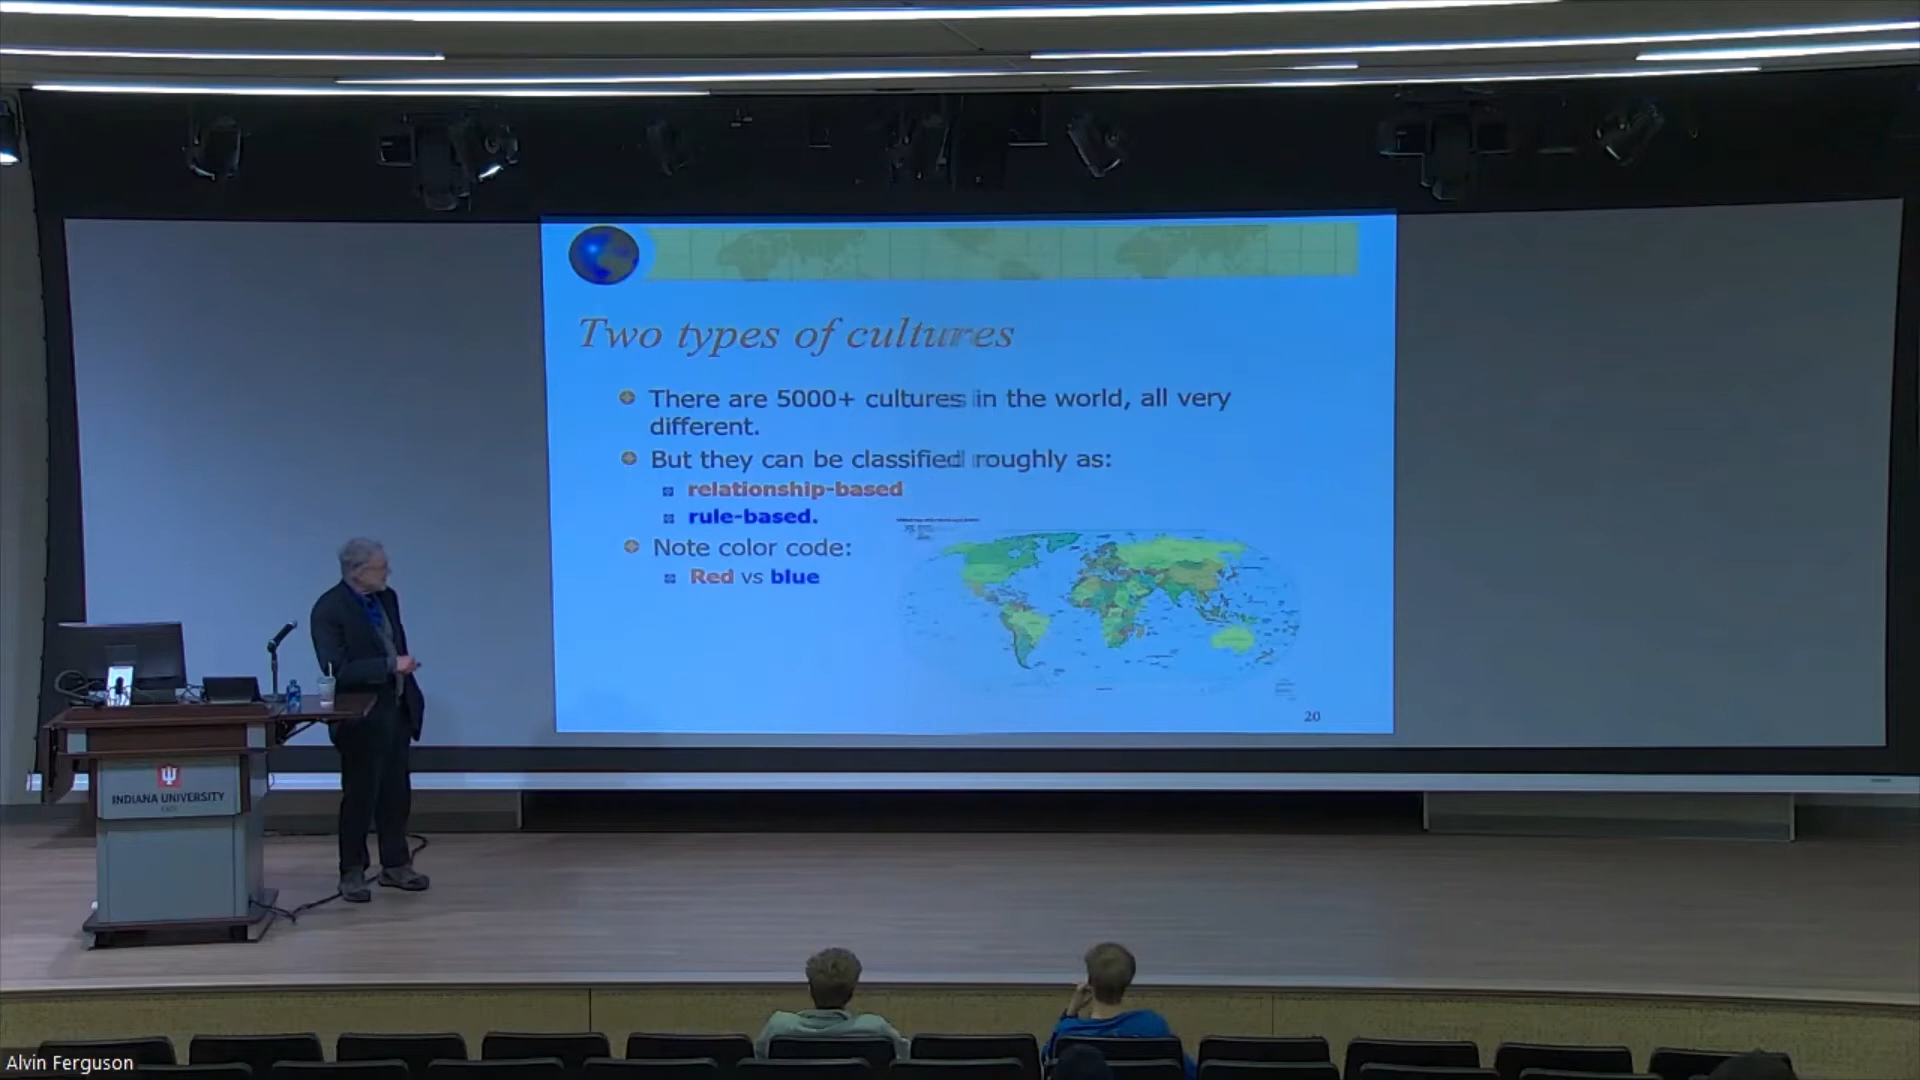 Two types of cultures
There are 5000+ cultures in the world, all very
different.
But they can be classified roughly as:
relationship-based
rule-based.
Note color code:
Red vs blue
20
INDIANA UNIVERSITY
EAST
Alvin Ferguson